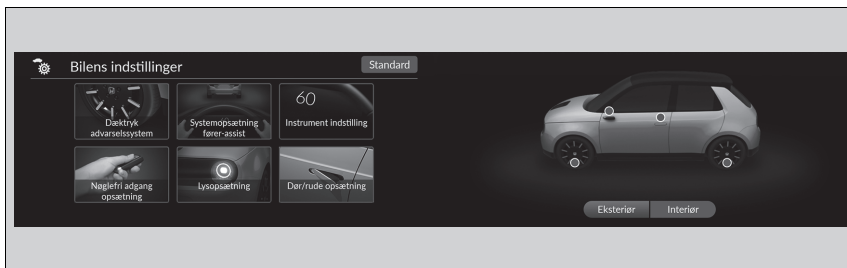 Bilens indstillinger
Standard
Dæktryk
advarselssystem
Systemopsætning
fører-assist
60
Instrument indstilling
Nøglefri adgang
opsætning
Lysopsætning
Dør/rude opsætning
Eksteriør
Interiør